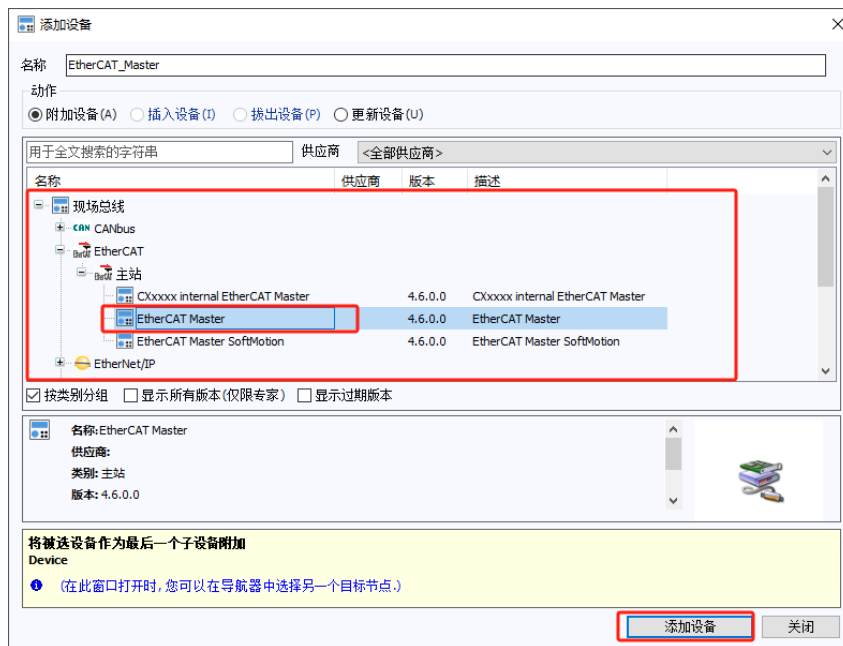 添加设备
名称 EtherCAT_Master
动作
附加设备(A) 插入设备(I) 拔出设备(P) 更新设备(U)
用于全文搜索的字符串 供应商 <全部供应商>
名称 供应商 版本 描述
现场总线
CAN CANbus
EtherCAT EtherCAT
EtherCAT 主站
CXxxxx internal EtherCAT Master 4.6.0.0 CXxxxx internal EtherCAT Master
EtherCAT Master 4.6.0.0 EtherCAT Master
EtherCAT Master SoftMotion 4.6.0.0 EtherCAT Master SoftMotion
EtherNet/IP
按类别分组 显示所有版本(仅限专家) 显示过期版本
名称:EtherCAT Master
供应商:
类别: 主站
版本: 4.6.0.0
将被选设备作为最后一个子设备附加
Device
(在此窗口打开时,您可以在导航器中选择另一个目标节点.)
添加设备 关闭